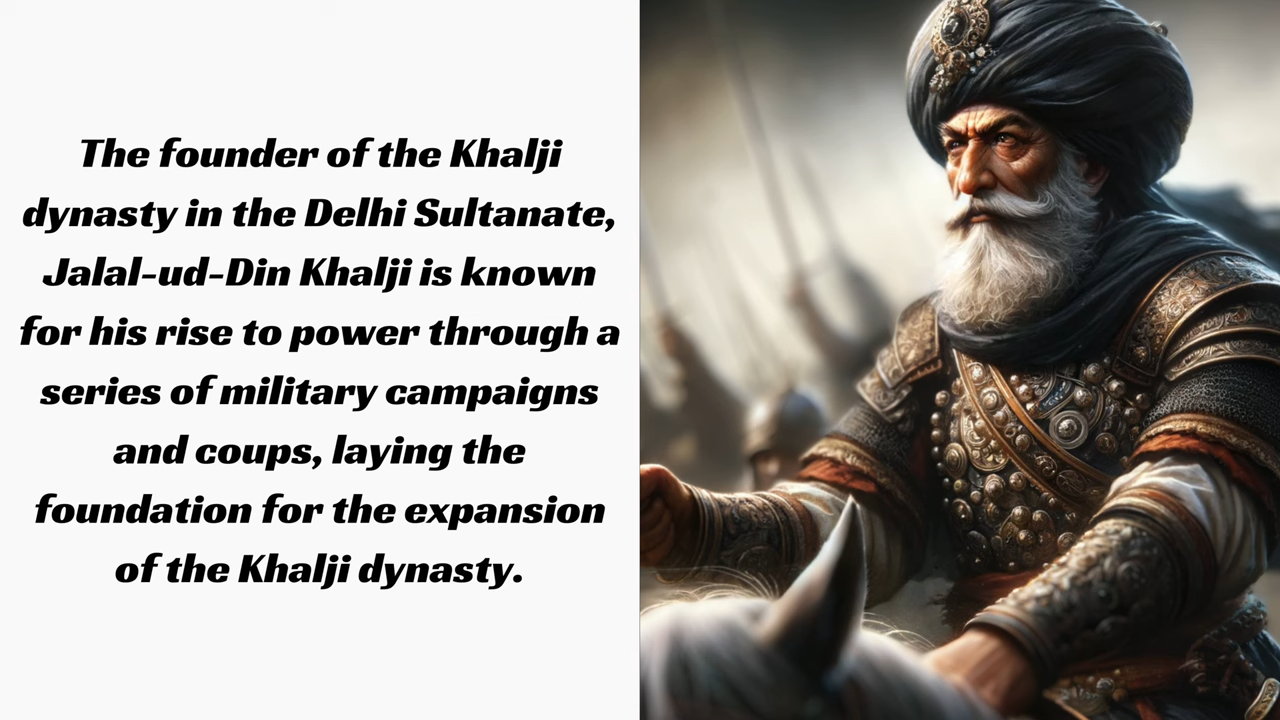 The founder of the Khalji
dynasty in the Delhi Sultanate,
Jalal-ud-Din Khalji is known
for his rise to power through a
series of military campaigns
and coups, laying the
foundation for the expansion
of the Khalji dynasty.